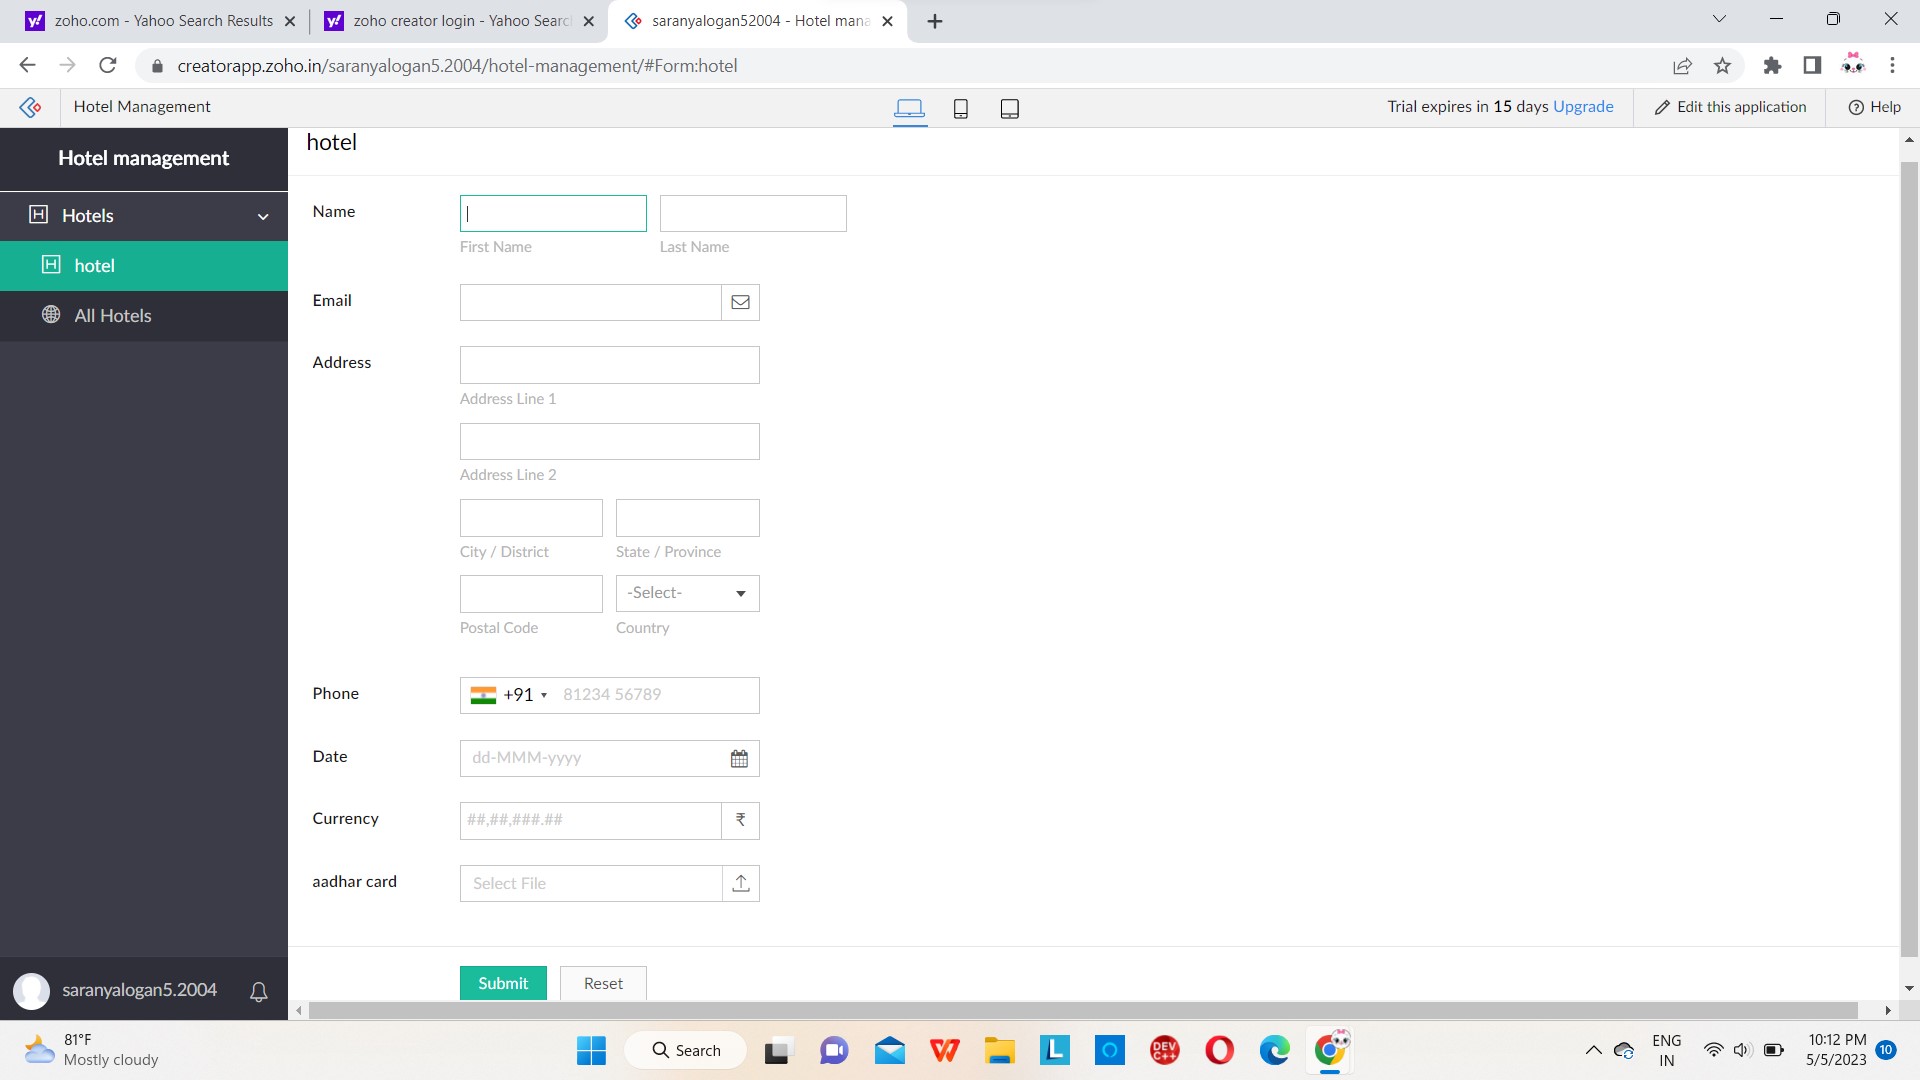 zoho.com - Yahoo Search Results
zoho creator login - Yahoo Searc
saranyalogan52004 - Hotel mana
creatorapp.zoho.in/saranyalogan5.2004/hotel-management/#Form:hotel
Hotel Management
Trial expires in 15 days Upgrade
Edit this application
Help
Hotel management
Hotels
hotel
All Hotels
saranyalogan5.2004
hotel
Name
First Name
Last Name
Email
Address
Address Line 1
Address Line 2
City / District
State / Province
-Select-
Postal Code
Country
Phone
+91
81234 56789
Date
dd-MMM-yyyy
Currency
##,##,###.##
₹
aadhar card
Select File
Submit
Reset
81°F
Mostly cloudy
Search
DEV
C++
ENG
IN
10:12 PM
5/5/2023
10